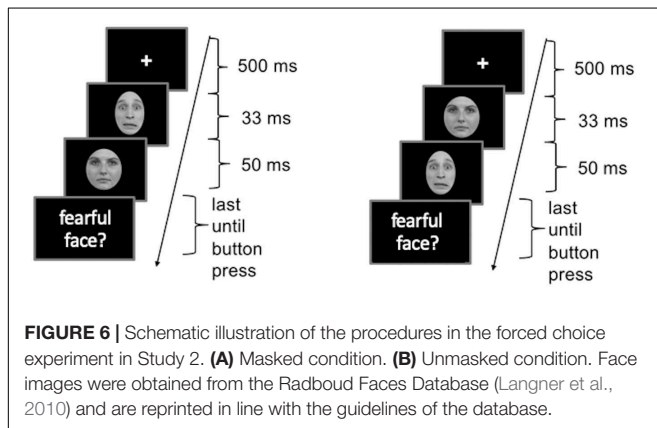 +
500 ms
33 ms
50 ms
fearful
face?
last
until
button
press
+
500 ms
33 ms
50 ms
fearful
face?
last
until
button
press
FIGURE 6 | Schematic illustration of the procedures in the forced choice
experiment in Study 2. (A) Masked condition. (B) Unmasked condition. Face
images were obtained from the Radboud Faces Database (Langner et al.,
2010) and are reprinted in line with the guidelines of the database.